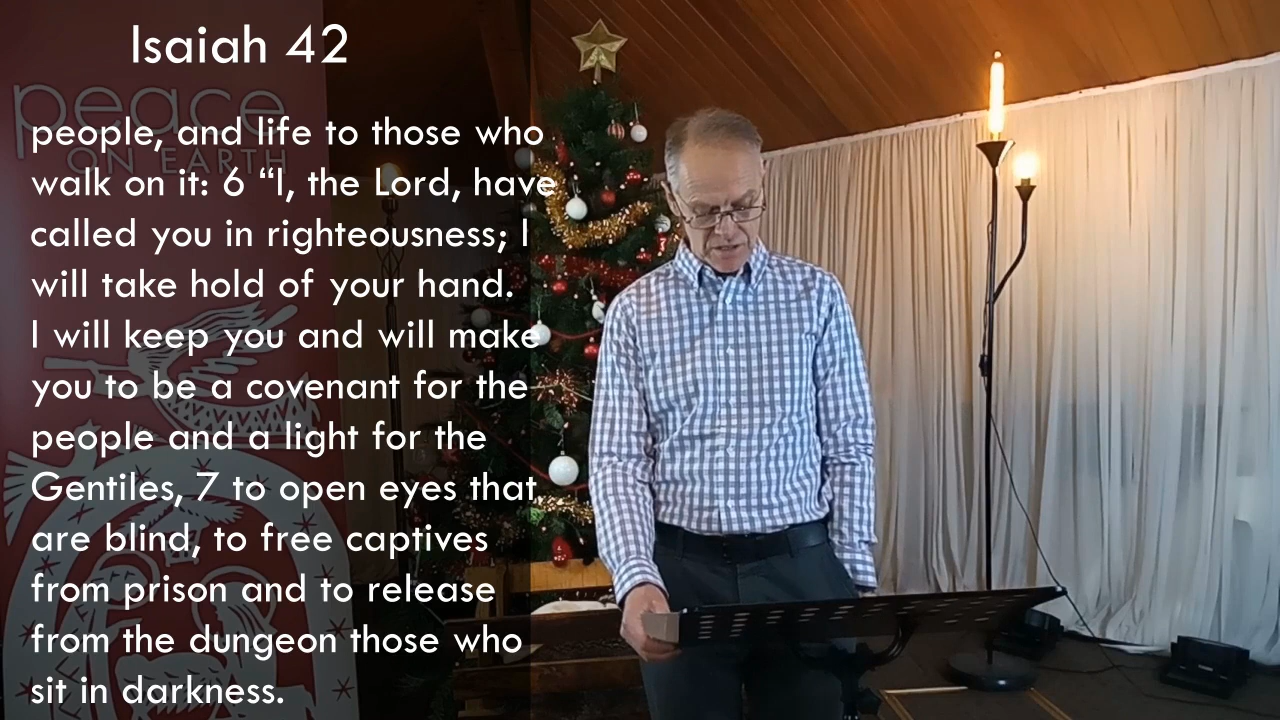 Isaiah 42
peace
ON EARTH
people, and life to those who
walk on it: 6 “I, the Lord, have
called you in righteousness; I
will take hold of your hand.
I will keep you and will make
you to be a covenant for the
people and a light for the
Gentiles, 7 to open eyes that
are blind, to free captives
from prison and to release
from the dungeon those who
sit in darkness.